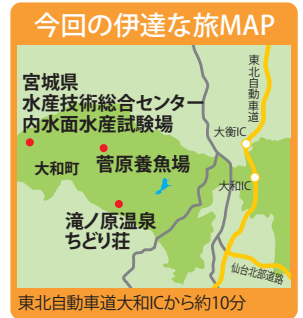 今回の伊達な旅MAP
宮城県
水産技術総合センター
内水面水産試験場
東北自動車道
大衡IC
大和町
菅原養魚場
大和IC
滝ノ原温泉
ちどり荘
仙台北部道路
東北自動車道大和ICから約10分